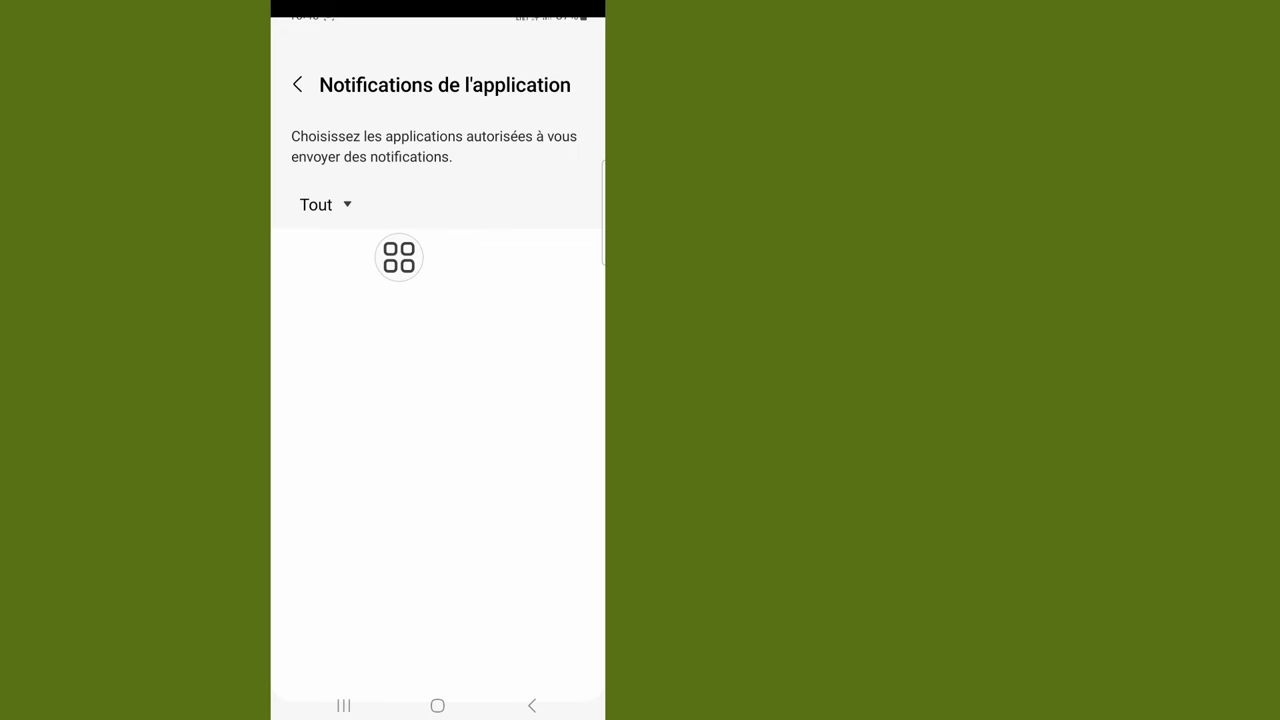 Notifications de l'application
Choisissez les applications autorisées à vous
envoyer des notifications.
Tout